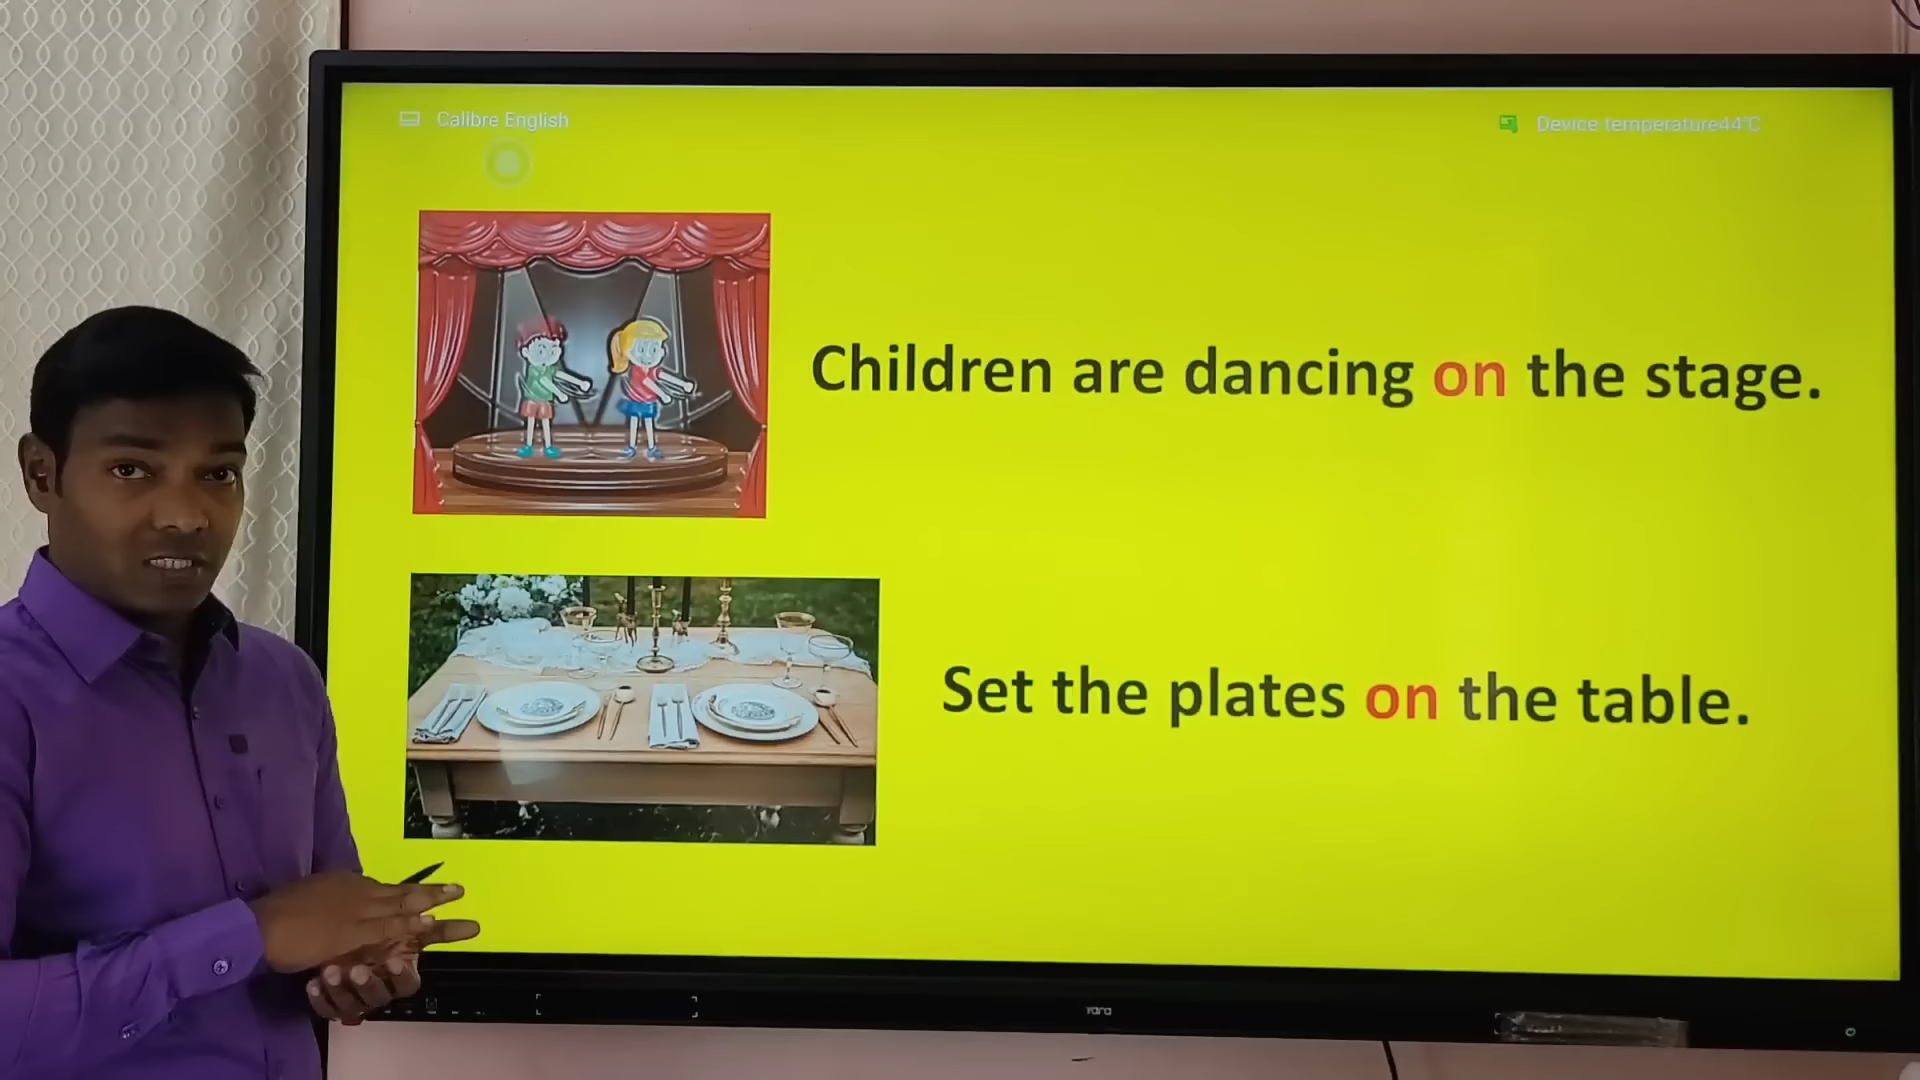 Calibre English
Device temperature44℃
Children are dancing on the stage.
Set the plates on the table.